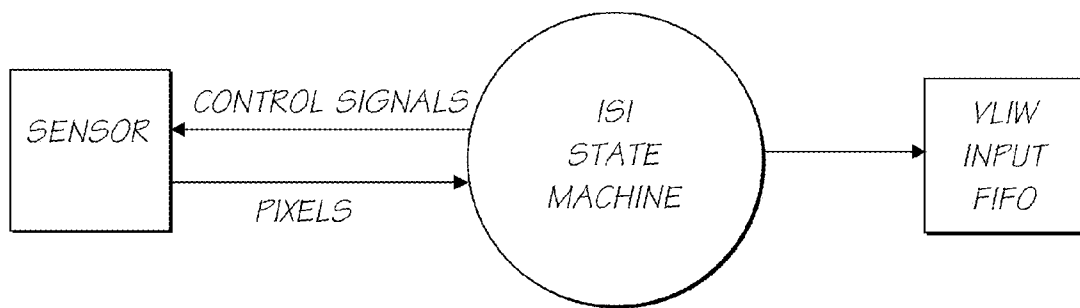 SENSOR
CONTROL SIGNALS
PIXELS
ISI
STATE
MACHINE
VLIW
INPUT
FIFO